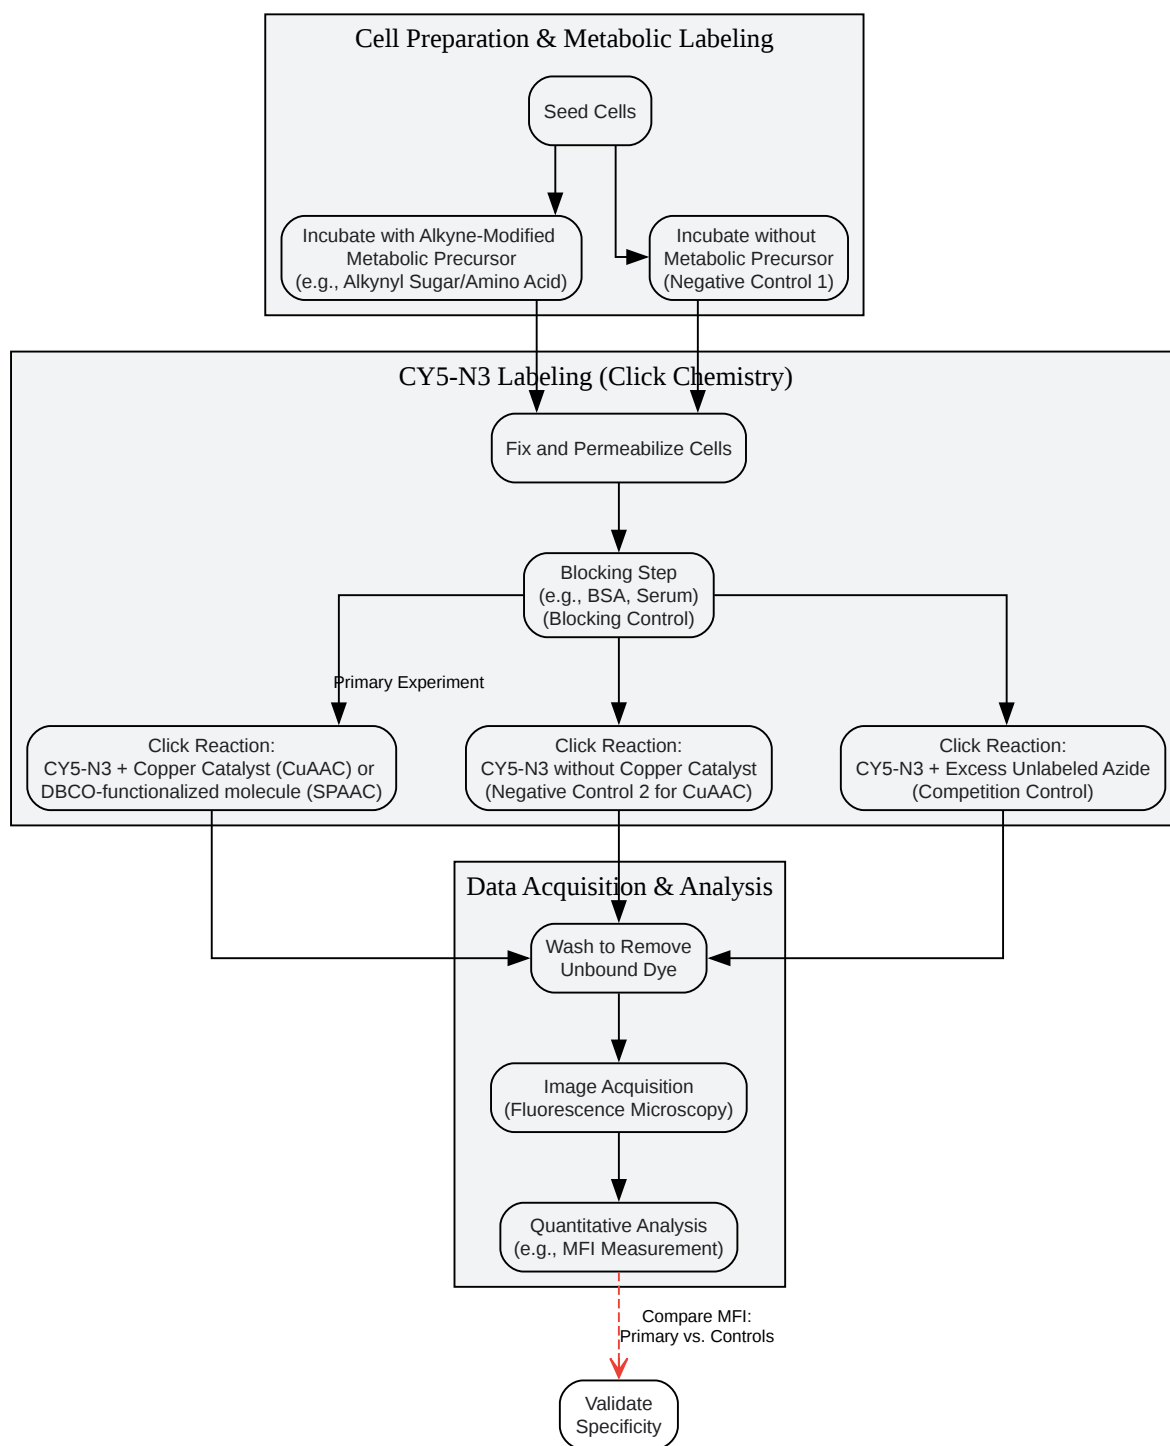 Cell Preparation & Metabolic Labeling
Seed Cells
Incubate with Alkyne-Modified
Metabolic Precursor
(e.g., Alkynyl Sugar/Amino Acid)
Incubate without
Metabolic Precursor
(Negative Control 1)
CY5-N3 Labeling (Click Chemistry)
Fix and Permeabilize Cells
Blocking Step
(e.g., BSA, Serum)
(Blocking Control)
Primary Experiment
Click Reaction:
CY5-N3 + Copper Catalyst (CuAAC) or
DBCO-functionalized molecule (SPAAC)
Click Reaction:
CY5-N3 without Copper Catalyst
(Negative Control 2 for CuAAC)
Click Reaction:
CY5-N3 + Excess Unlabeled Azide
(Competition Control)
Data Acquisition & Analysis
Wash to Remove
Unbound Dye
Image Acquisition
(Fluorescence Microscopy)
Quantitative Analysis
(e.g., MFI Measurement)
Compare MFI:
Primary vs. Controls
Validate
Specificity